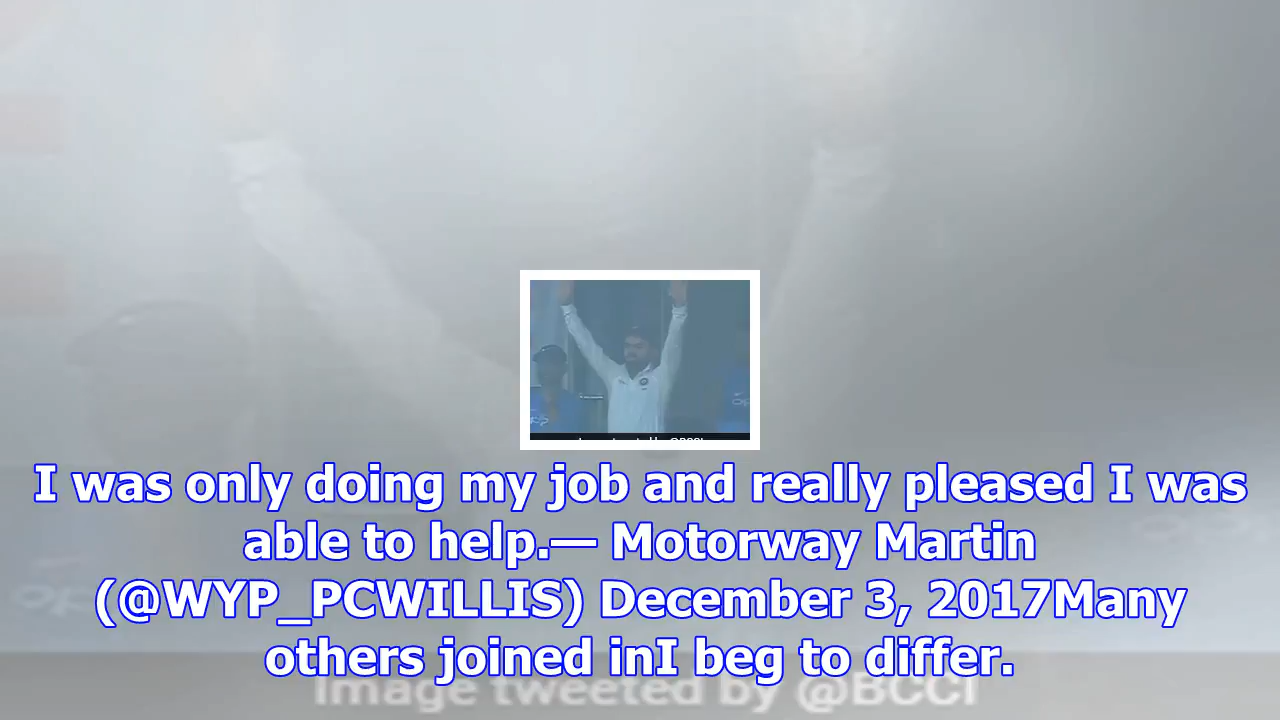 I was only doing my job and really pleased I was
able to help.— Motorway Martin
(@WYP_PCWILLIS) December 3, 2017Many
others joined inI beg to differ.
Image tweeted by @BCCI